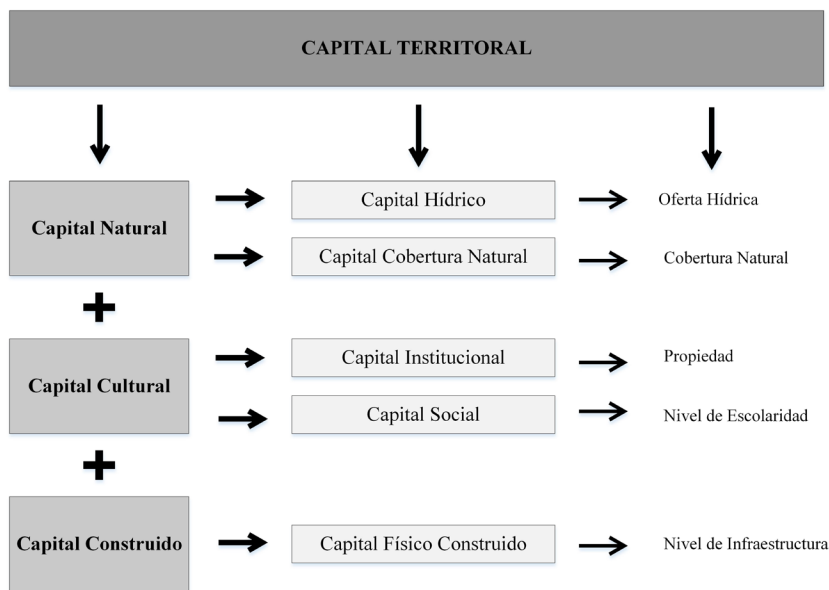 CAPITAL TERRITORAL
Capital Natural
Capital Hídrico
Oferta Hídrica
Capital Cobertura Natural
Cobertura Natural
Capital Cultural
Capital Institucional
Propiedad
Capital Social
Nivel de Escolaridad
Capital Construido
Capital Físico Construido
Nivel de Infraestructura